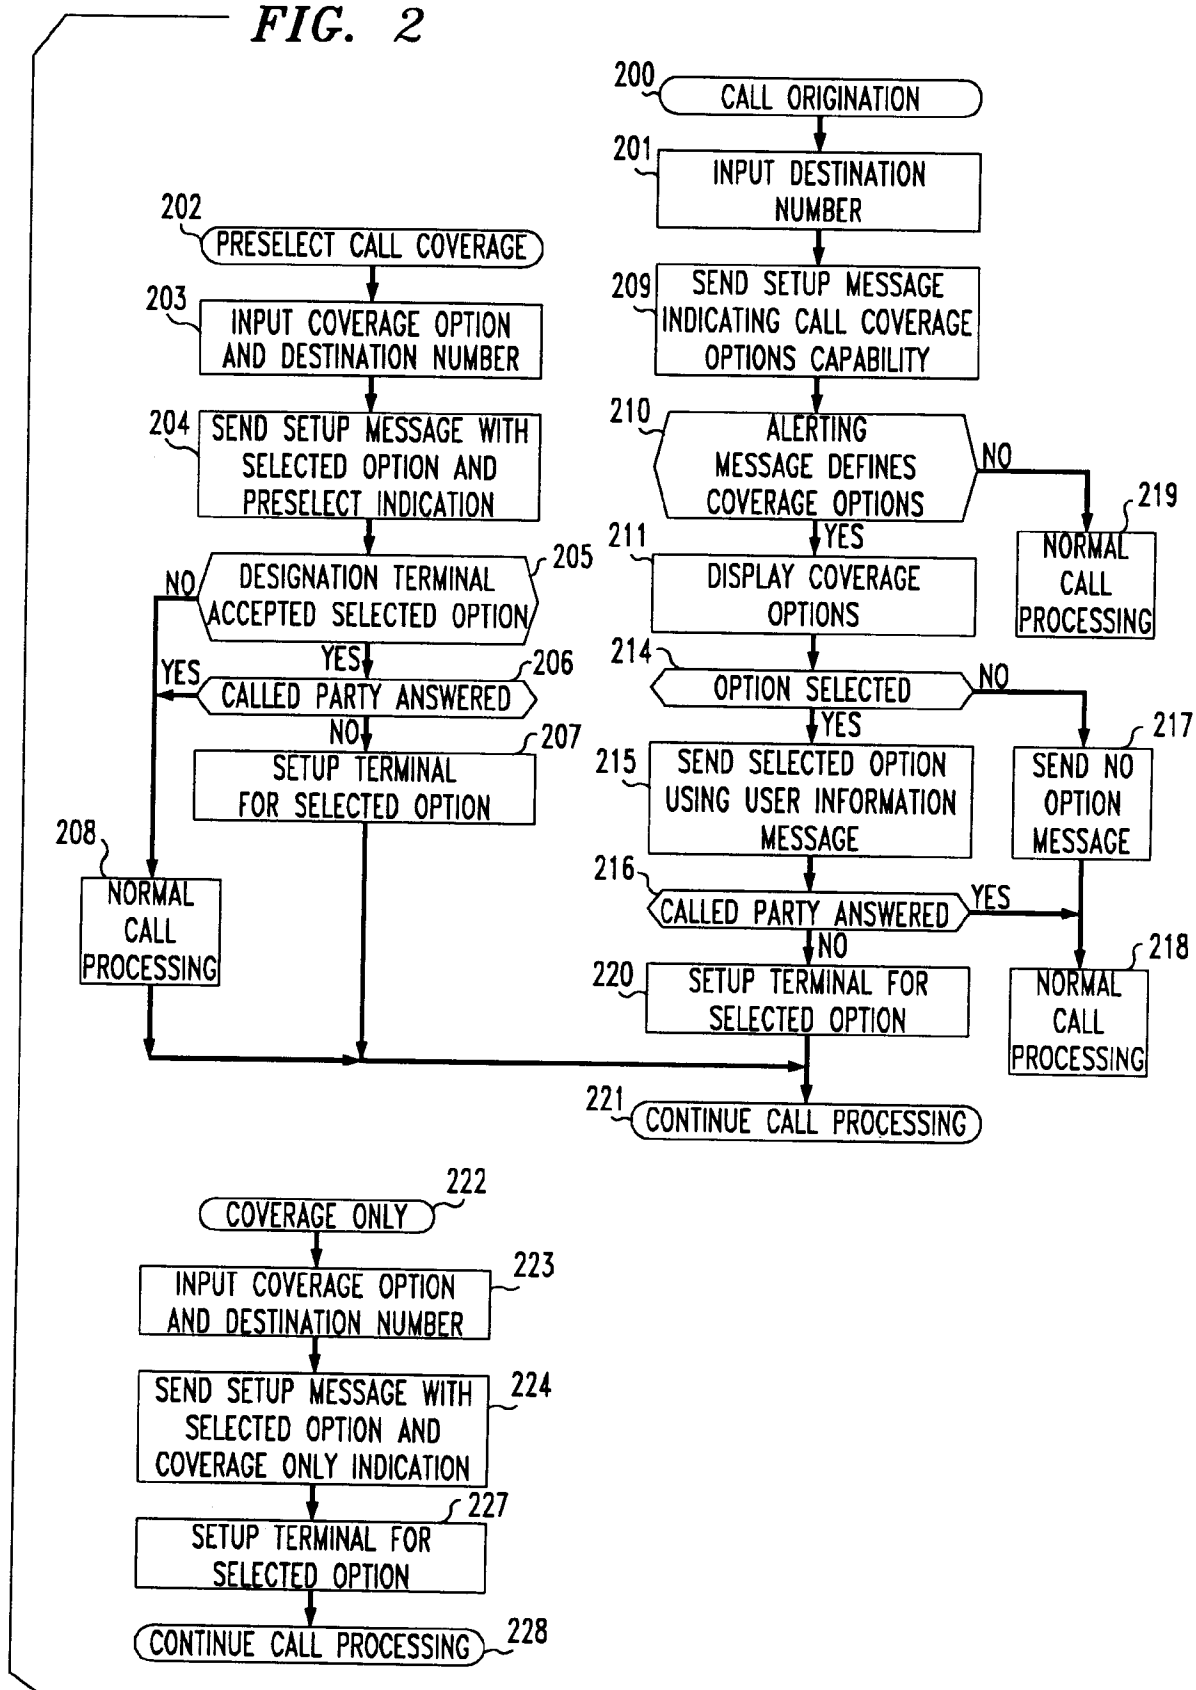 FIG. 2
200
CALL ORIGINATION
201
INPUT DESTINATION
NUMBER
202
PRESELECT CALL COVERAGE
203
INPUT COVERAGE OPTION
AND DESTINATION NUMBER
204
SEND SETUP MESSAGE WITH
SELECTED OPTION AND
PRESELECT INDICATION
205
DESIGNATION TERMINAL
ACCEPTED SELECTED OPTION
NO
YES
206
CALLED PARTY ANSWERED
YES
NO
207
SETUP TERMINAL
FOR SELECTED OPTION
208
NORMAL
CALL
PROCESSING
209
SEND SETUP MESSAGE
INDICATING CALL COVERAGE
OPTIONS CAPABILITY
210
ALERTING
MESSAGE DEFINES
COVERAGE OPTIONS
NO
YES
219
NORMAL
CALL
PROCESSING
211
DISPLAY COVERAGE
OPTIONS
214
OPTION SELECTED
NO
YES
217
SEND NO
OPTION
MESSAGE
215
SEND SELECTED OPTION
USING USER INFORMATION
MESSAGE
216
CALLED PARTY ANSWERED
YES
NO
218
NORMAL
CALL
PROCESSING
220
SETUP TERMINAL FOR
SELECTED OPTION
221
CONTINUE CALL PROCESSING
222
COVERAGE ONLY
223
INPUT COVERAGE OPTION
AND DESTINATION NUMBER
224
SEND SETUP MESSAGE WITH
SELECTED OPTION AND
COVERAGE ONLY INDICATION
227
SETUP TERMINAL FOR
SELECTED OPTION
228
CONTINUE CALL PROCESSING